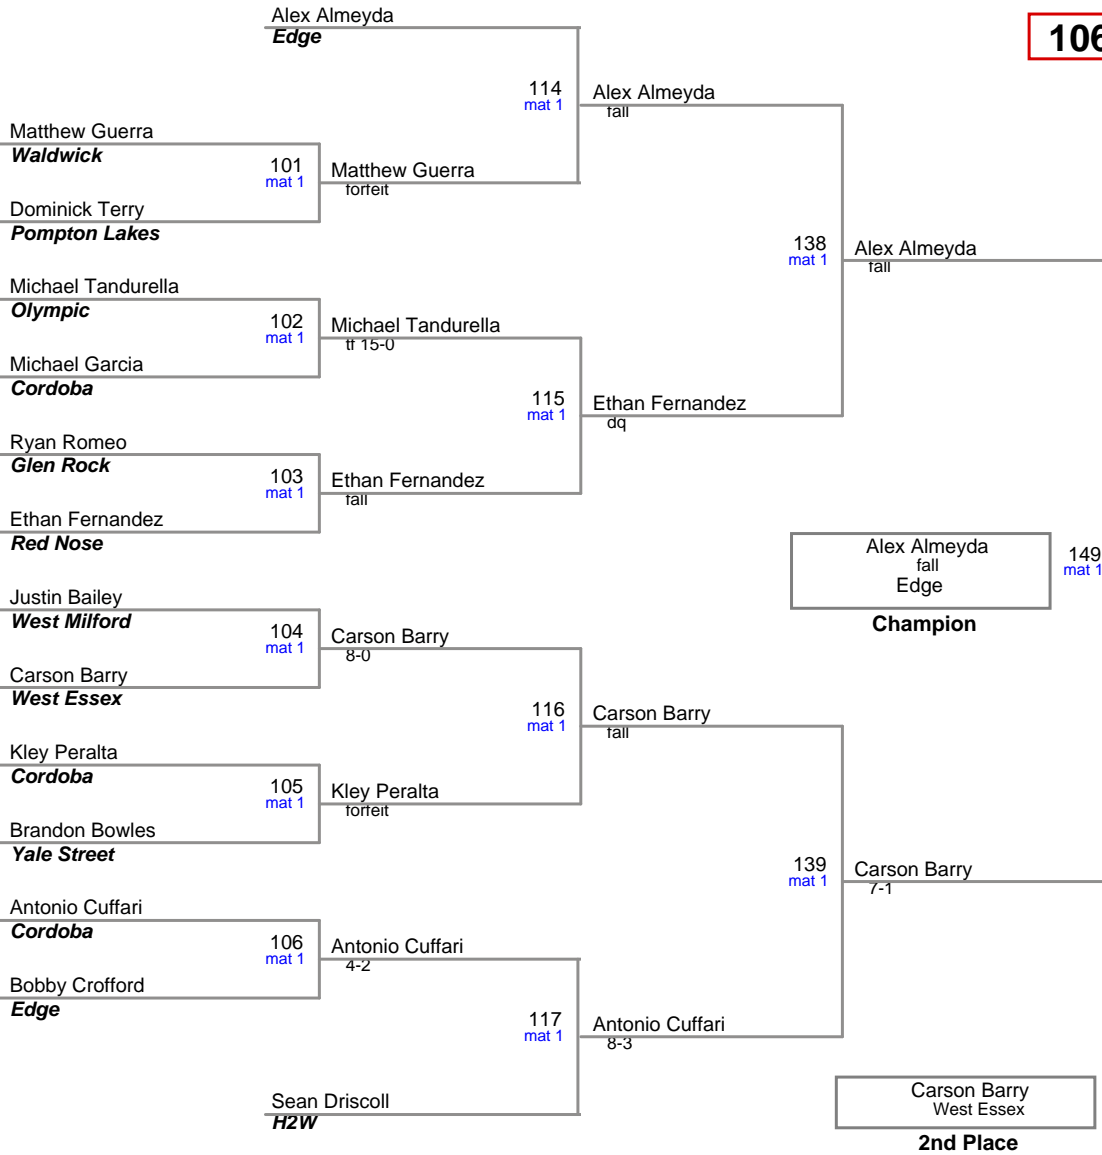 Alex Almeyda
Edge
106
114
mat 1
Alex Almeyda
fall
Matthew Guerra
Waldwick
101
mat 1
Matthew Guerra
forfeit
Dominick Terry
Pompton Lakes
138
mat 1
Alex Almeyda
fall
Michael Tandurella
Olympic
102
mat 1
Michael Tandurella
tf 15-0
Michael Garcia
Cordoba
115
mat 1
Ethan Fernandez
dq
Ryan Romeo
Glen Rock
103
mat 1
Ethan Fernandez
fall
Ethan Fernandez
Red Nose
Alex Almeyda
fall
Edge
149
mat 1
Champion
Justin Bailey
West Milford
104
mat 1
Carson Barry
8-0
Carson Barry
West Essex
116
mat 1
Carson Barry
fall
Kley Peralta
Cordoba
105
mat 1
Kley Peralta
forfeit
Brandon Bowles
Yale Street
139
mat 1
Carson Barry
7-1
Antonio Cuffari
Cordoba
106
mat 1
Antonio Cuffari
4-2
Bobby Crofford
Edge
117
mat 1
Antonio Cuffari
8-3
Sean Driscoll
H2W
Carson Barry
West Essex
2nd Place